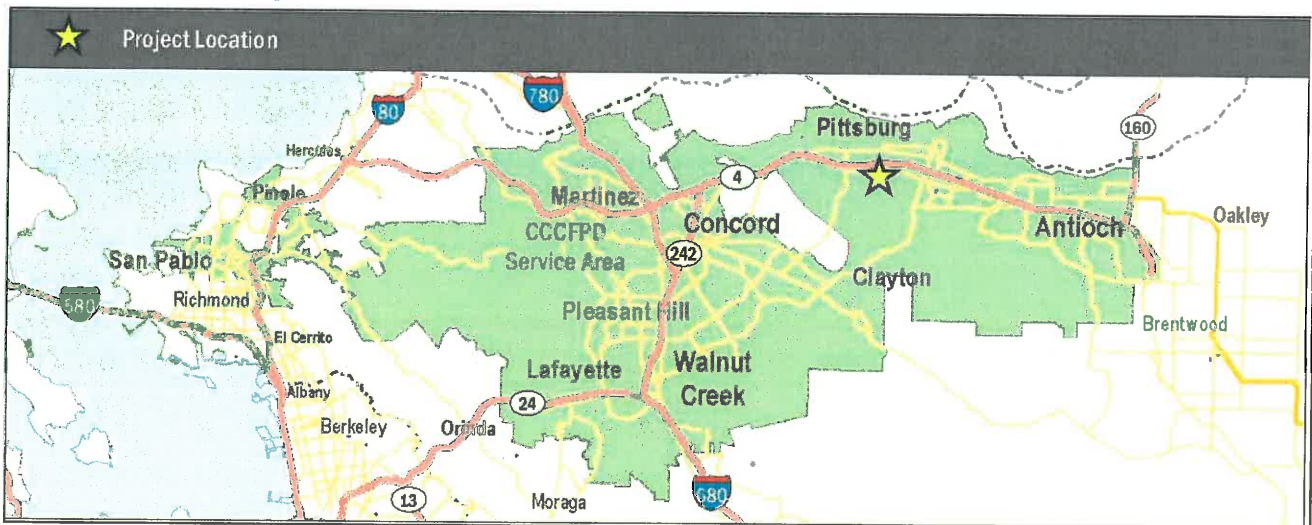 Project Location
80
780
Pittsburg
160
Hercules
4
Pinole
Martinez
Concord
Antioch
Oakley
CCCFPD
Service Area
242
San Pablo
Clayton
Richmond
680
Pleasant Hill
Brentwood
El Cerrito
Lafayette
Walnut
Creek
Albany
24
Berkeley
Orinda
13
Moraga
680